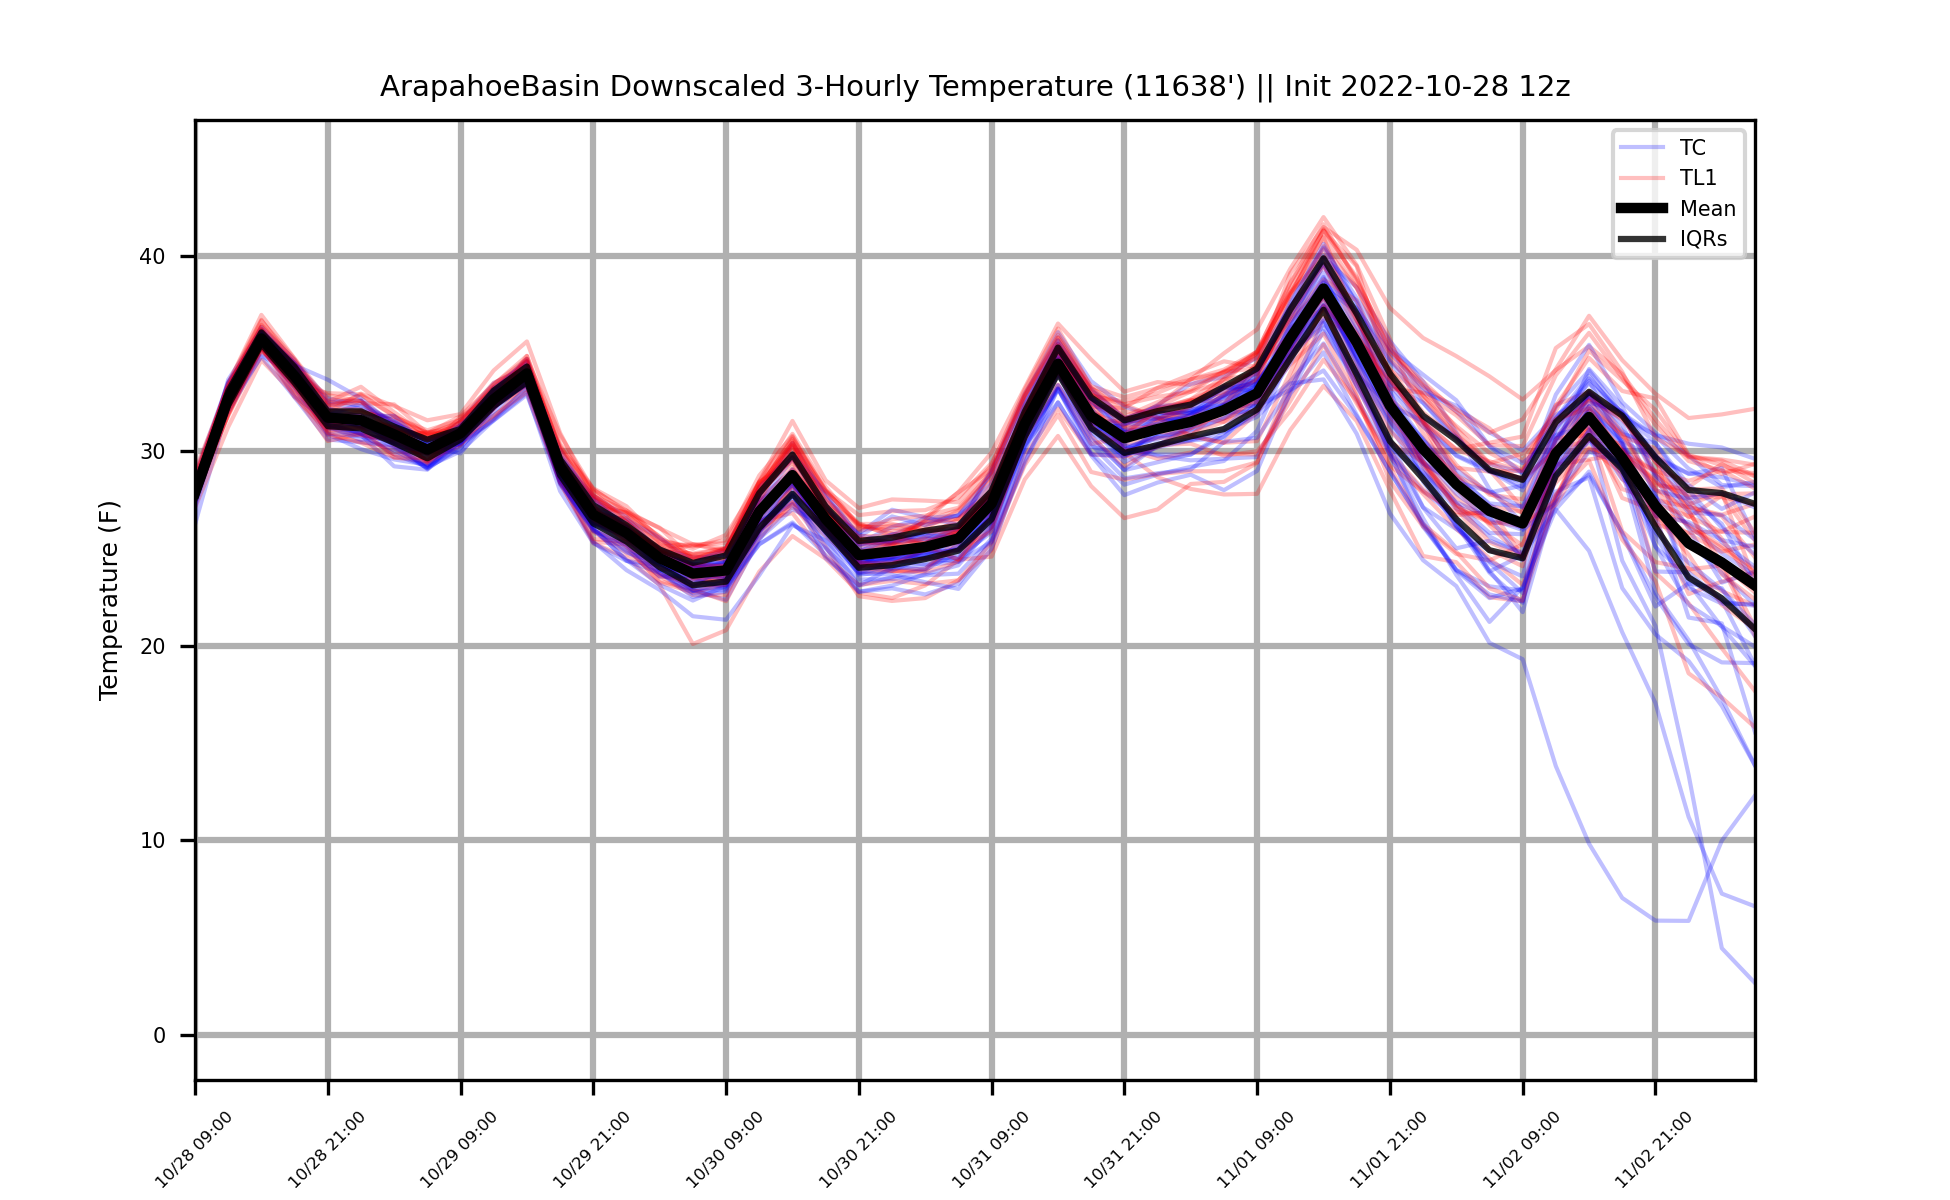 ArapahoeBasin Downscaled 3-Hourly Temperature (11638') || Init 2022-10-28 12z
TC
TL1
Mean
IQRs
Temperature (F)
40
30
20
10
0
10/28 09:00
10/28 21:00
10/29 09:00
10/29 21:00
10/30 09:00
10/30 21:00
10/31 09:00
10/31 21:00
11/01 09:00
11/01 21:00
11/02 09:00
11/02 21:00